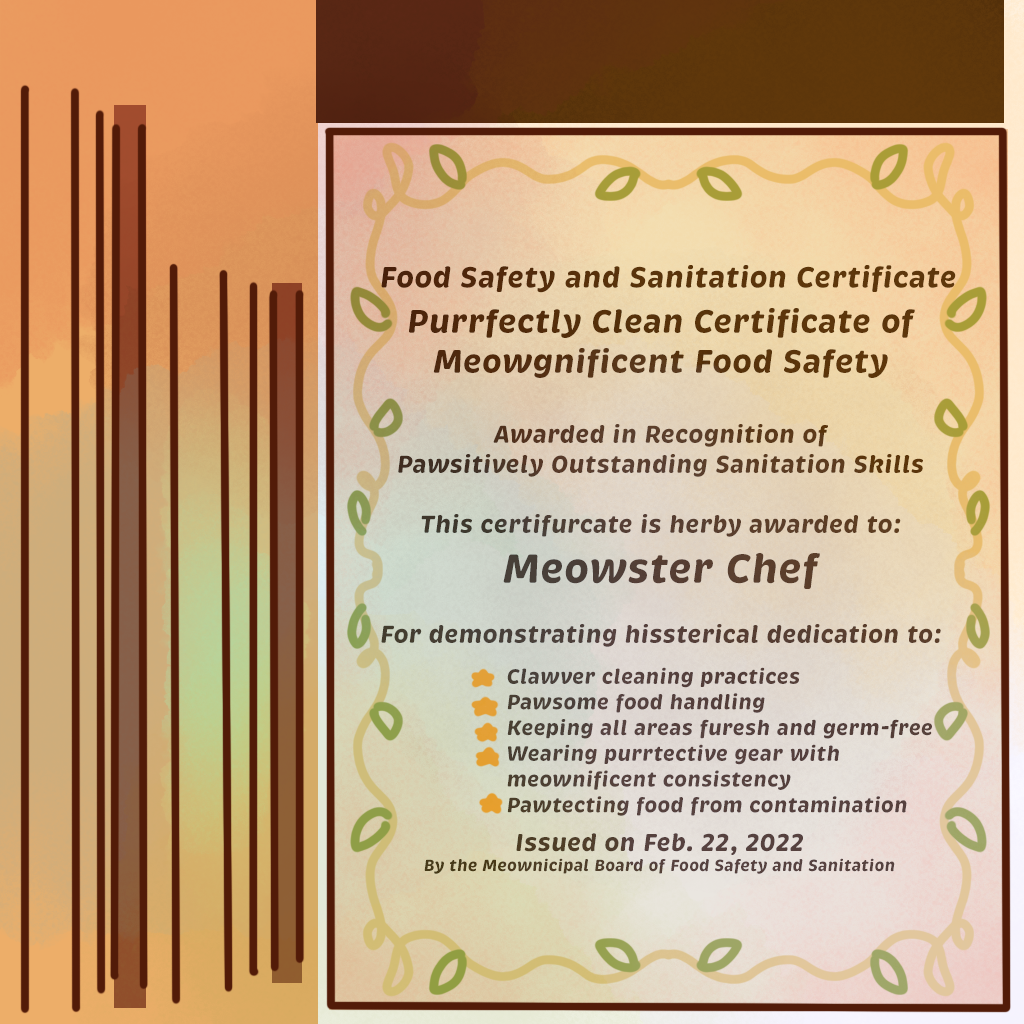 Food Safety and Sanitation Certificate
Purrfectly Clean Certificate of
Meowgnificent Food Safety
Awarded in Recognition of
Pawsitively Outstanding Sanitation Skills
This certifurcate is herby awarded to:
Meowster Chef
For demonstrating hissterical dedication to:
Clawver cleaning practices
Pawsome food handling
Keeping all areas furesh and germ-free
Wearing purrtective gear with
meownificent consistency
Pawtecting food from contamination
Issued on Feb. 22, 2022
By the Meownicipal Board of Food Safety and Sanitation